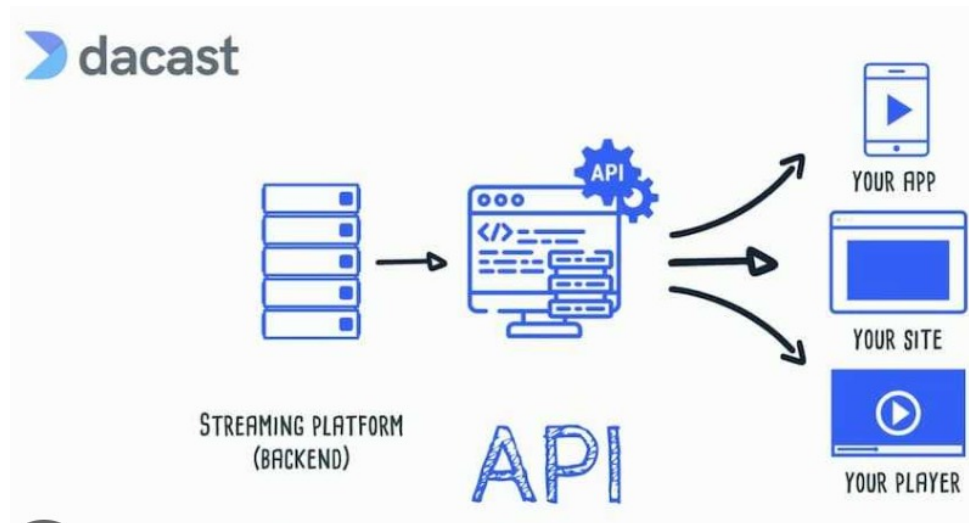 dacast
API
</>
YOUR APP
STREAMING PLATFORM
(BACKEND)
API
YOUR SITE
YOUR PLAYER